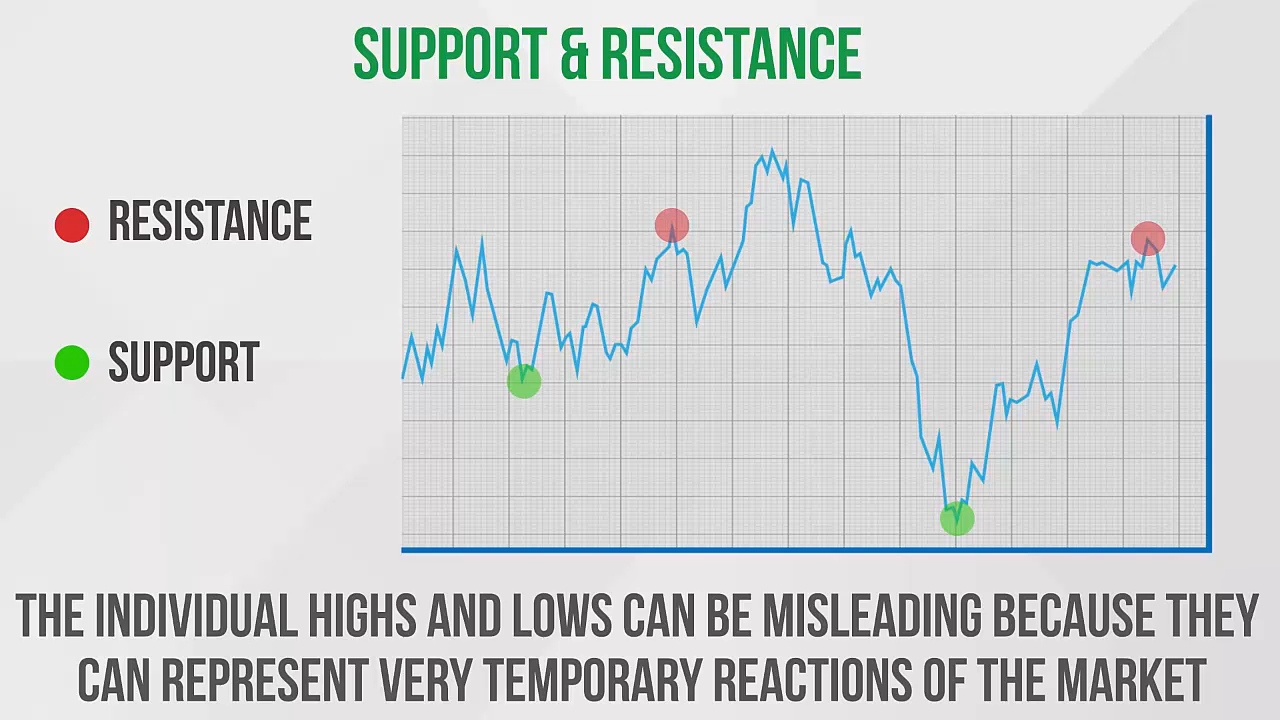 SUPPORT & RESISTANCE
RESISTANCE
SUPPORT
THE INDIVIDUAL HIGHS AND LOWS CAN BE MISLEADING BECAUSE THEY
CAN REPRESENT VERY TEMPORARY REACTIONS OF THE MARKET